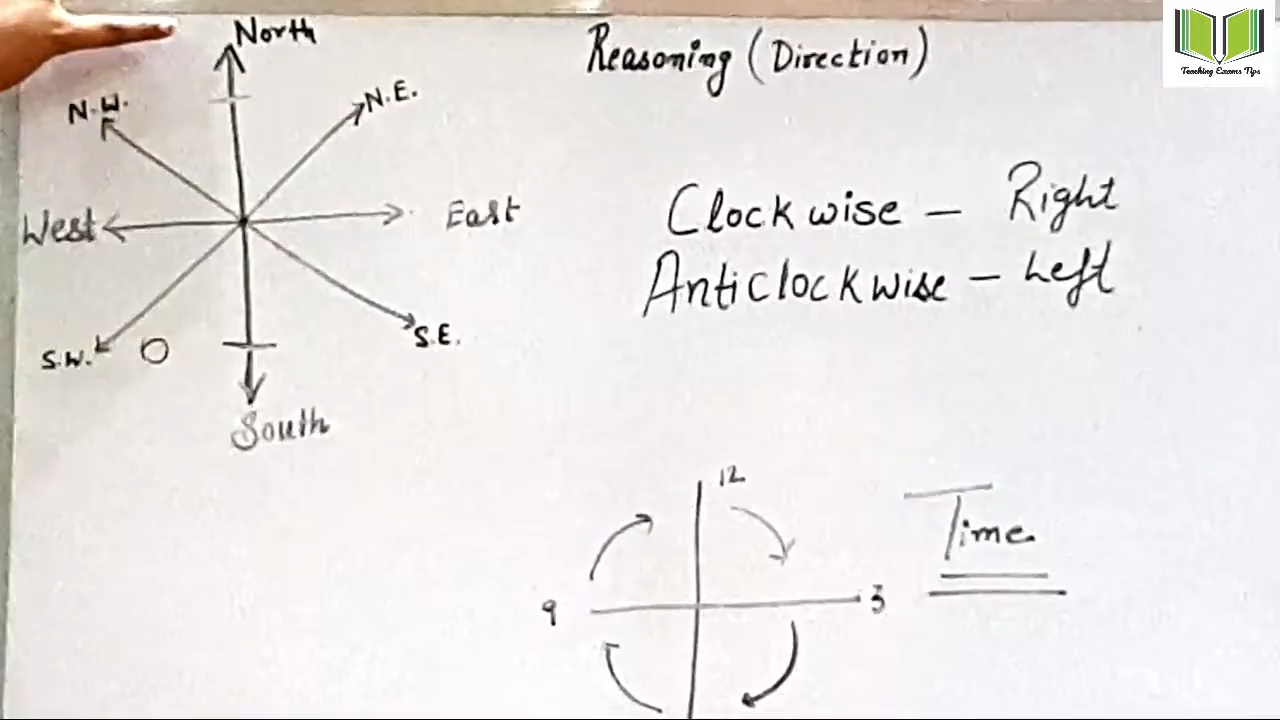 North
Reasoning (Direction)
Teaching Exams Tips
N.W.
N.E.
West
East
Clockwise - Right
Anticlockwise - Left
S.W.
S.E.
South
12
9
3
Time